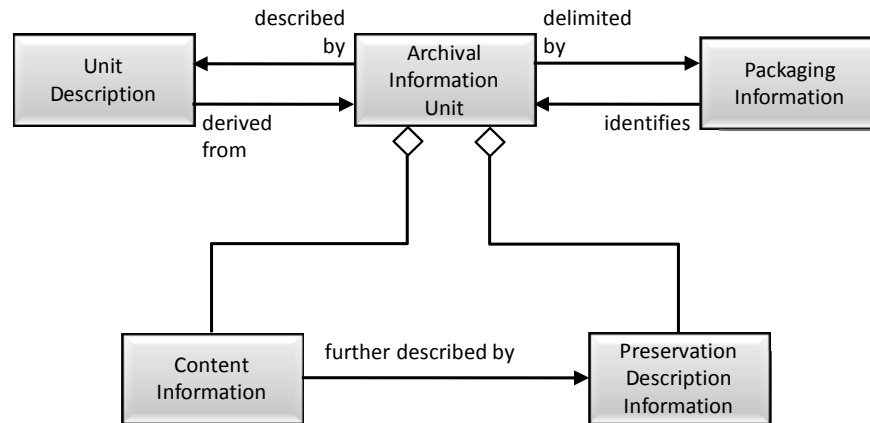 described
by
delimited
by
Unit
Description
Archival
Information
Unit
Packaging
Information
derived
from
identifies
Content
Information
further described by
Preservation
Description
Information